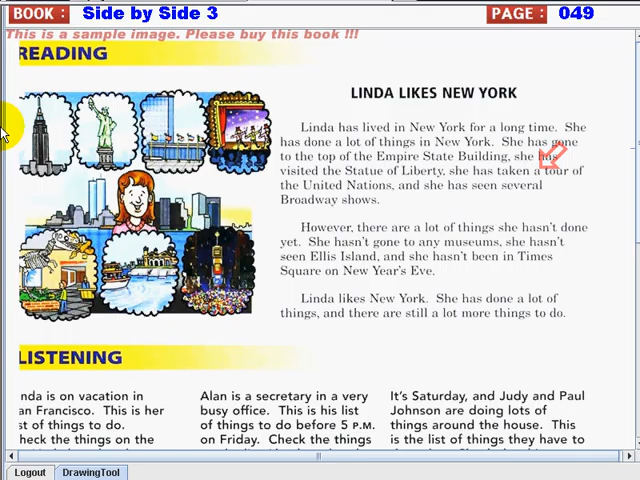 BOOK : Side by Side 3 PAGE : 049
This is a sample image. Please buy this book !!!
READING
LINDA LIKES NEW YORK
Linda has lived in New York for a long time. She
has done a lot of things in New York. She has gone
to the top of the Empire State Building, she has
visited the Statue of Liberty, she has taken a tour of
the United Nations, and she has seen several
Broadway shows.
However, there are a lot of things she hasn't done
yet. She hasn't gone to any museums, she hasn't
seen Ellis Island, and she hasn't been in Times
Square on New Year's Eve.
Linda likes New York. She has done a lot of
things, and there are still a lot more things to do.
LISTENING
nda is on vacation in
an Francisco. This is her
st of things to do.
heck the things on the
Alan is a secretary in a very
busy office. This is his list
of things to do before 5 P.M.
on Friday. Check the things
It's Saturday, and Judy and Paul
Johnson are doing lots of
things around the house. This
is the list of things they have to
Logout DrawingTool